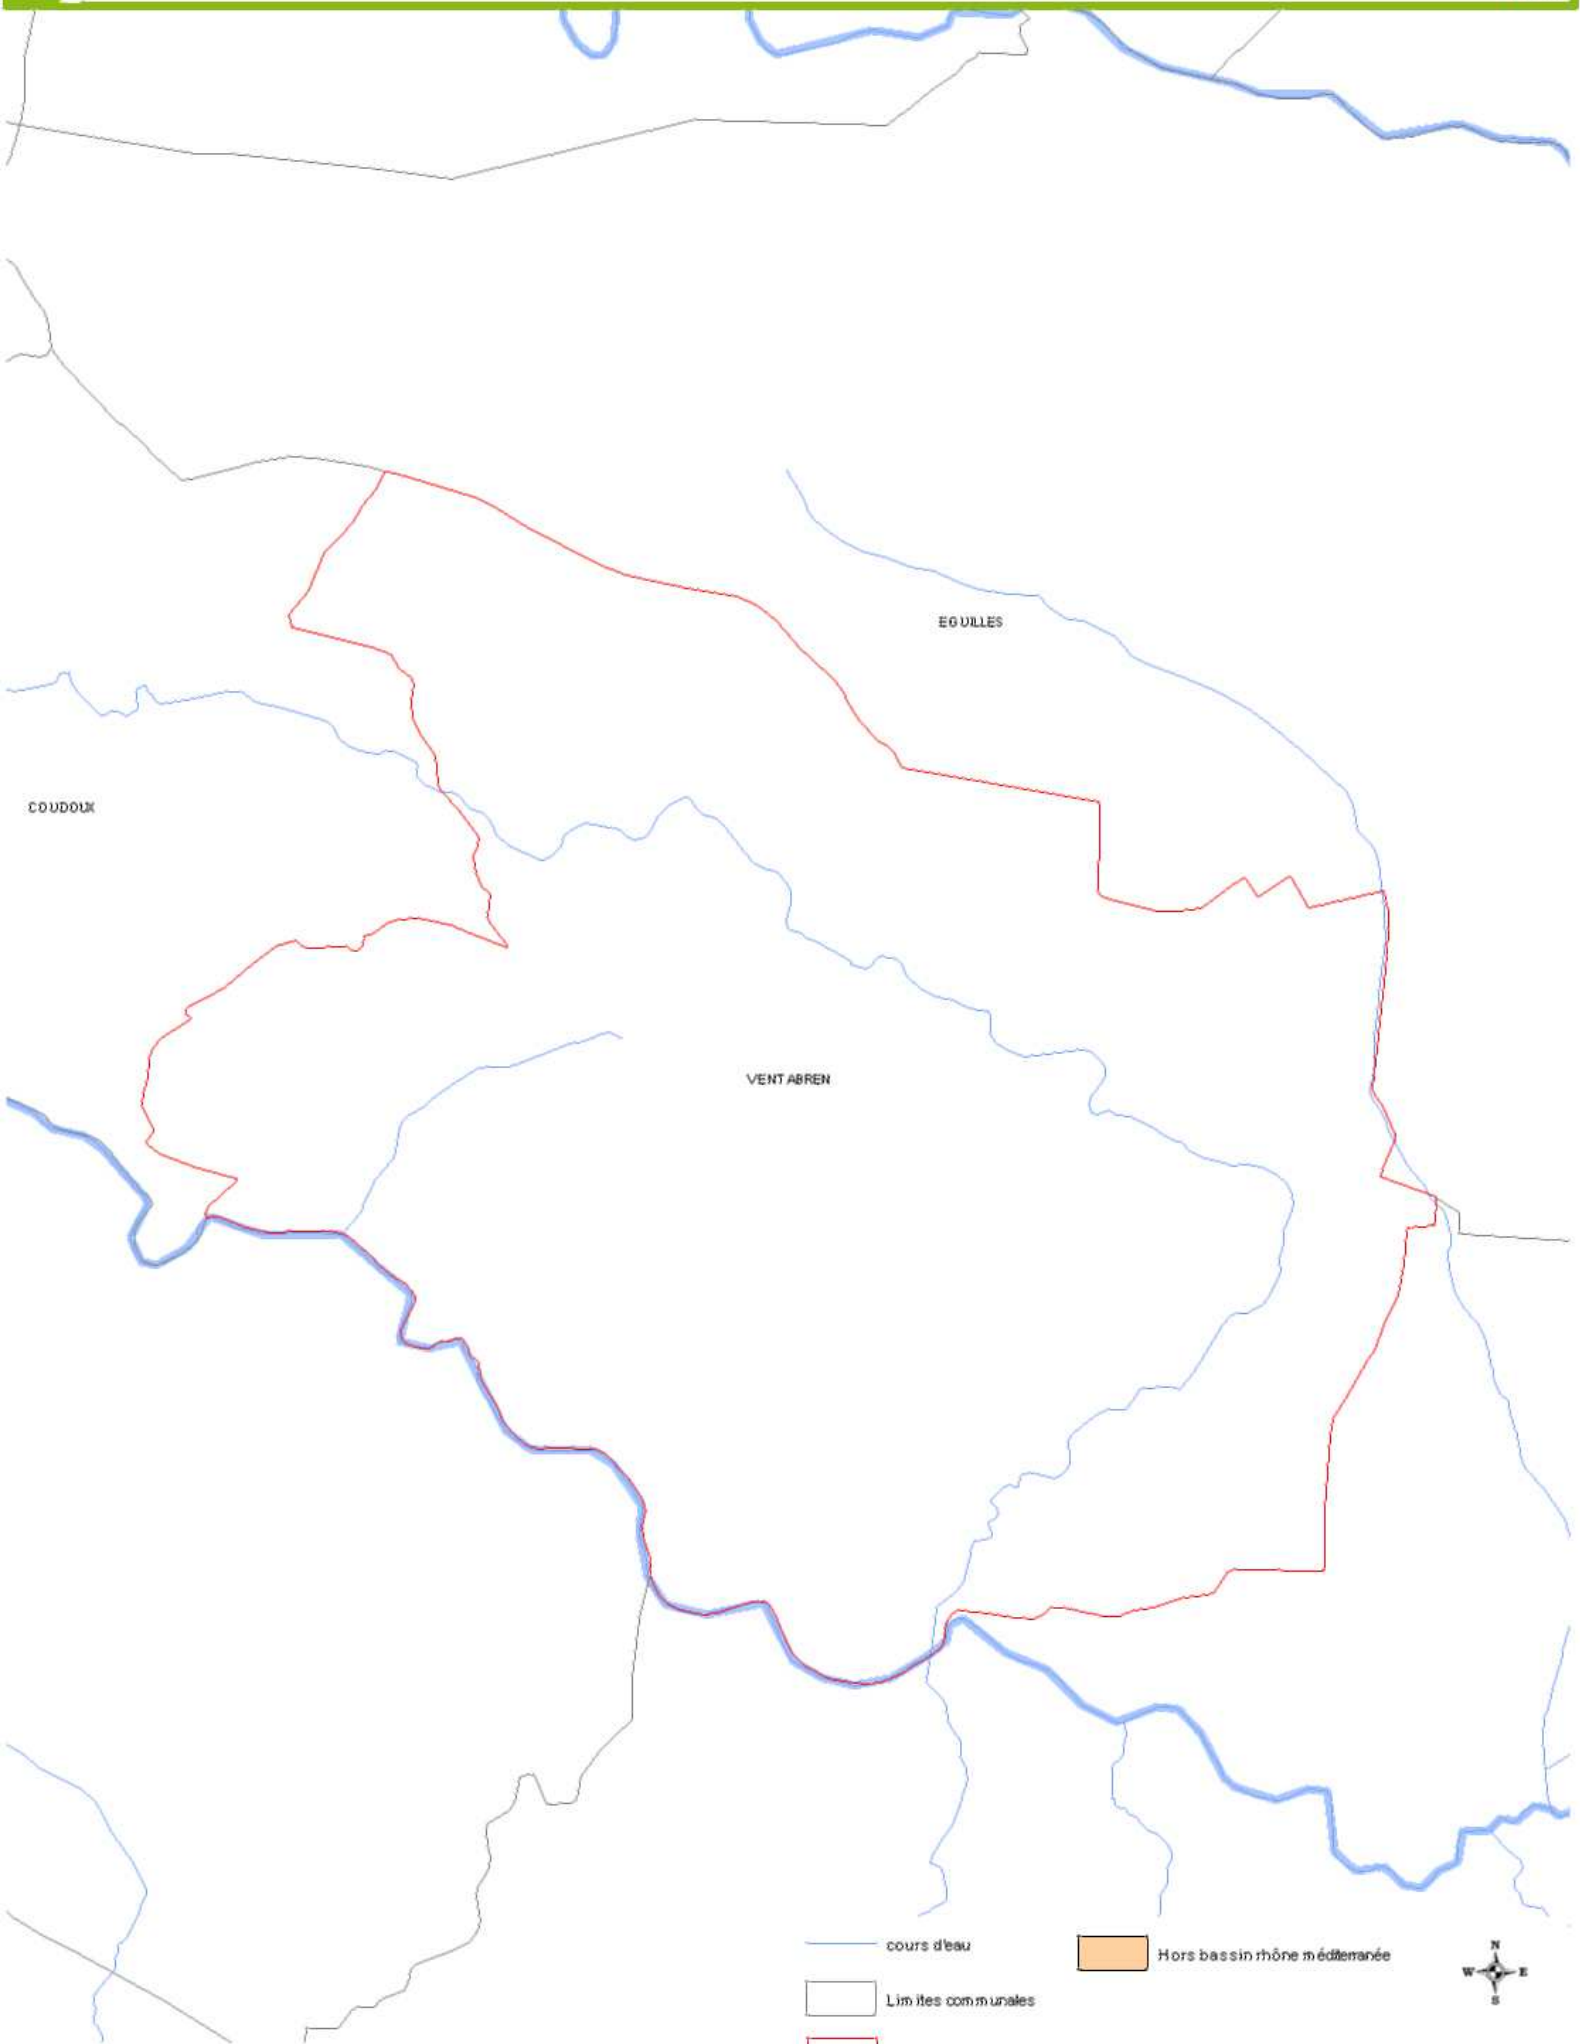 EGUILLES
COUDOUX
VENTABREN
cours d'eau
Hors bassin rhône méditerranée
Limites communales
N
W E
S